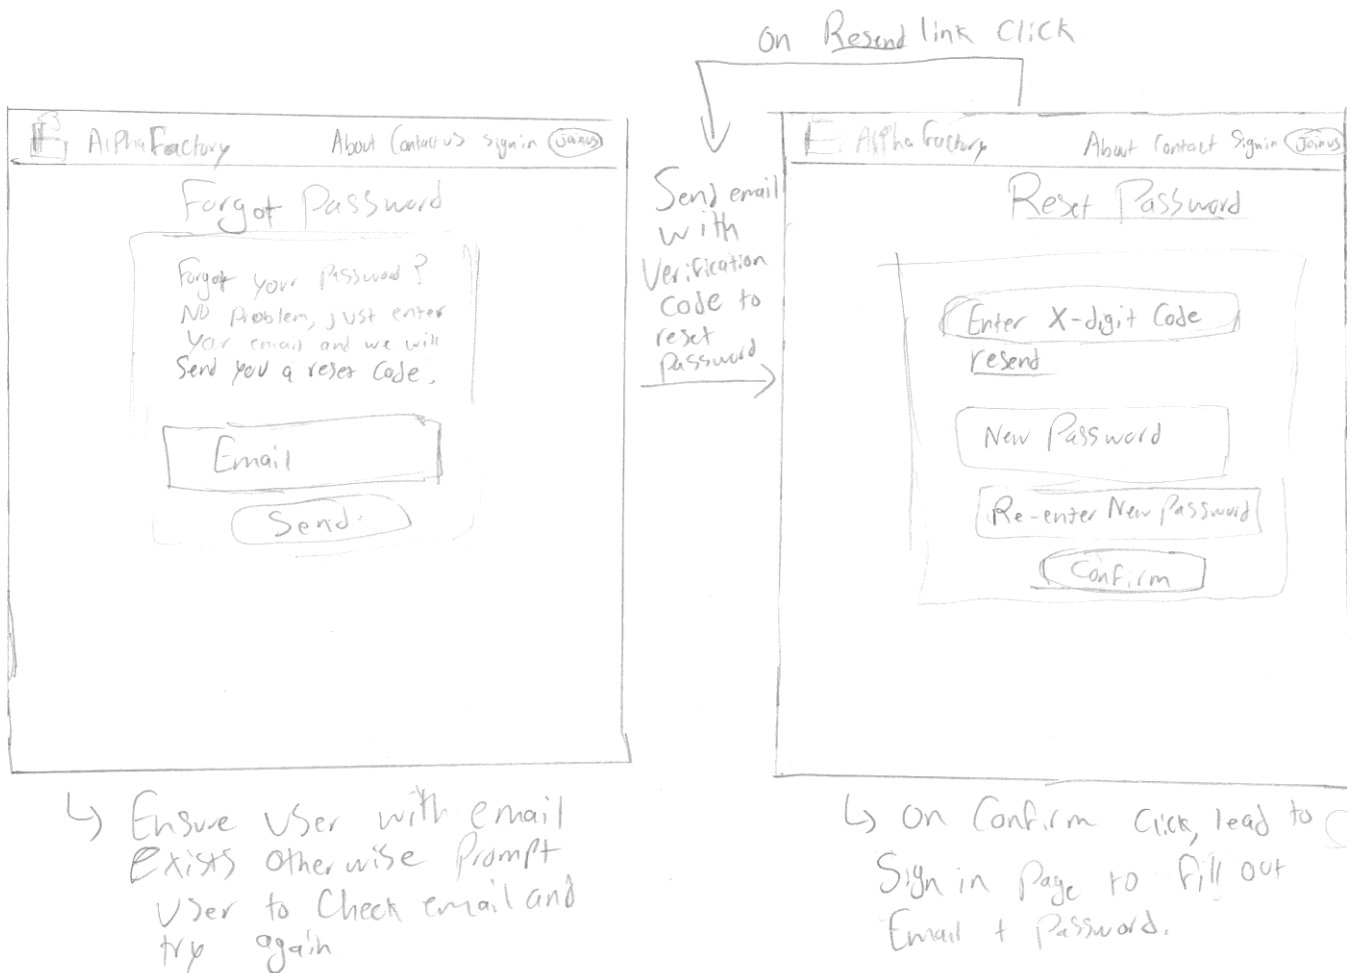 on Resend link click
AlphaFactory About Contact us Sign in Join us
Forgot Password
Forgot your password?
No problem, just enter
your email and we will
Send you a reset code.
Email
Send
Send email
with
Verification
code to
reset
password
Alpha Factory About Contact Sign in Join us
Reset Password
Enter X-digit Code
resend
New Password
Re-enter New Password
Confirm
Ensure user with email
exists otherwise prompt
user to check email and
try again
on Confirm click, lead to
Sign in page to fill out
Email + password.